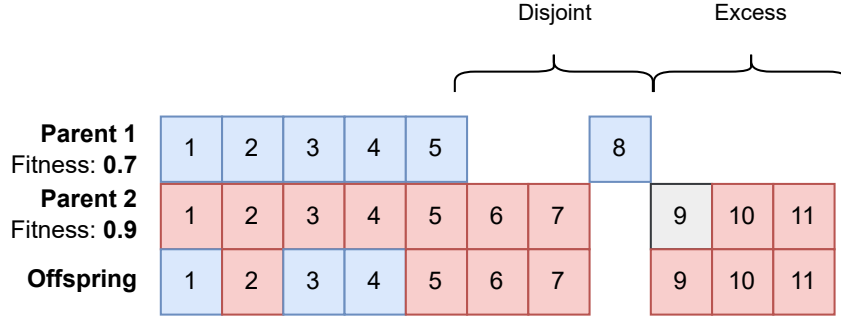 Disjoint Excess
Parent 1
Fitness: 0.7
1 2 3 4 5 8
Parent 2
Fitness: 0.9
1 2 3 4 5 6 7 9 10 11
Offspring
1 2 3 4 5 6 7 9 10 11